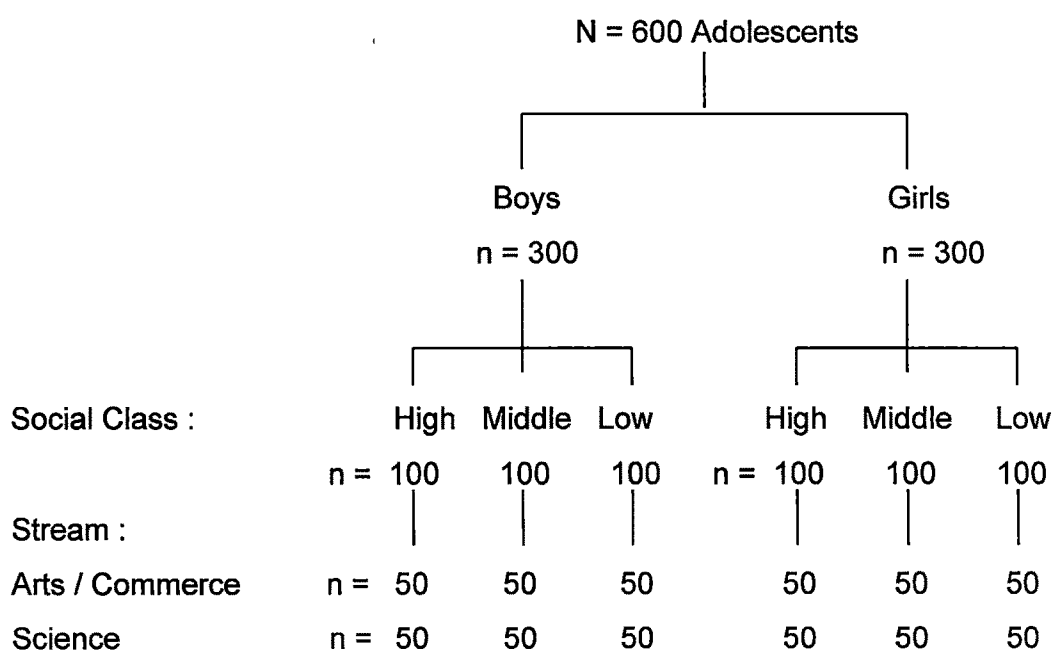 N = 600 Adolescents
Boys Girls
n = 300 n = 300
Social Class : High Middle Low High Middle Low
n = 100 100 100 n = 100 100 100
Stream :
Arts / Commerce n = 50 50 50 50 50 50
Science n = 50 50 50 50 50 50